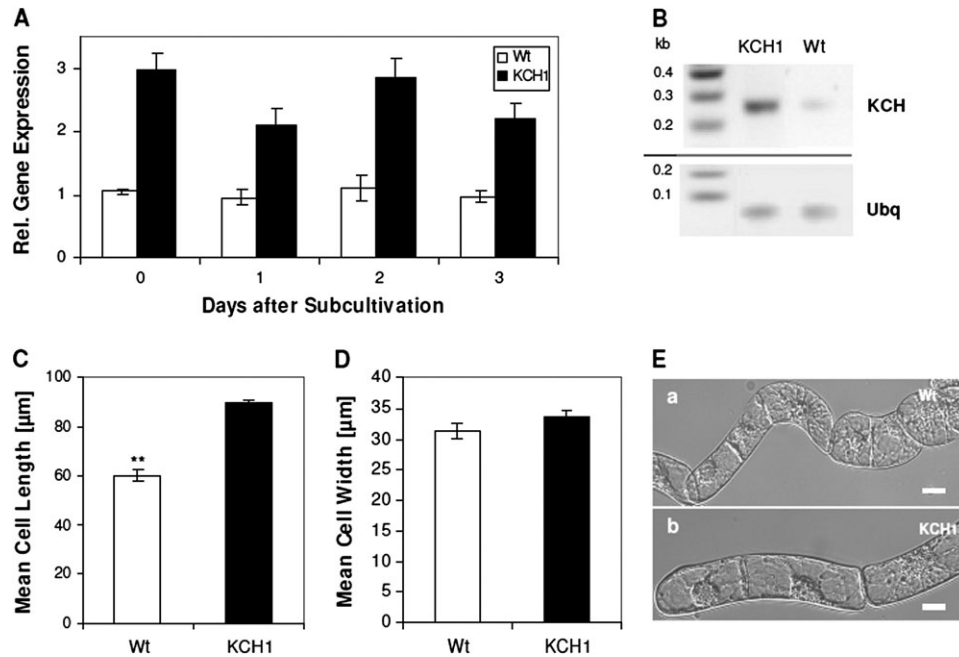 A
Rel. Gene Expression
3
2
1
0
Wt
KCH1
0 1 2 3
Days after Subcultivation
B
kb
KCH1 Wt
0.4
0.3
0.2
KCH
0.2
0.1
Ubq
C
Mean Cell Length [µm]
100
80
60
40
20
0
**
Wt KCH1
D
Mean Cell Width [µm]
40
35
30
25
20
15
10
5
0
Wt KCH1
E
a
Wt
b
KCH1